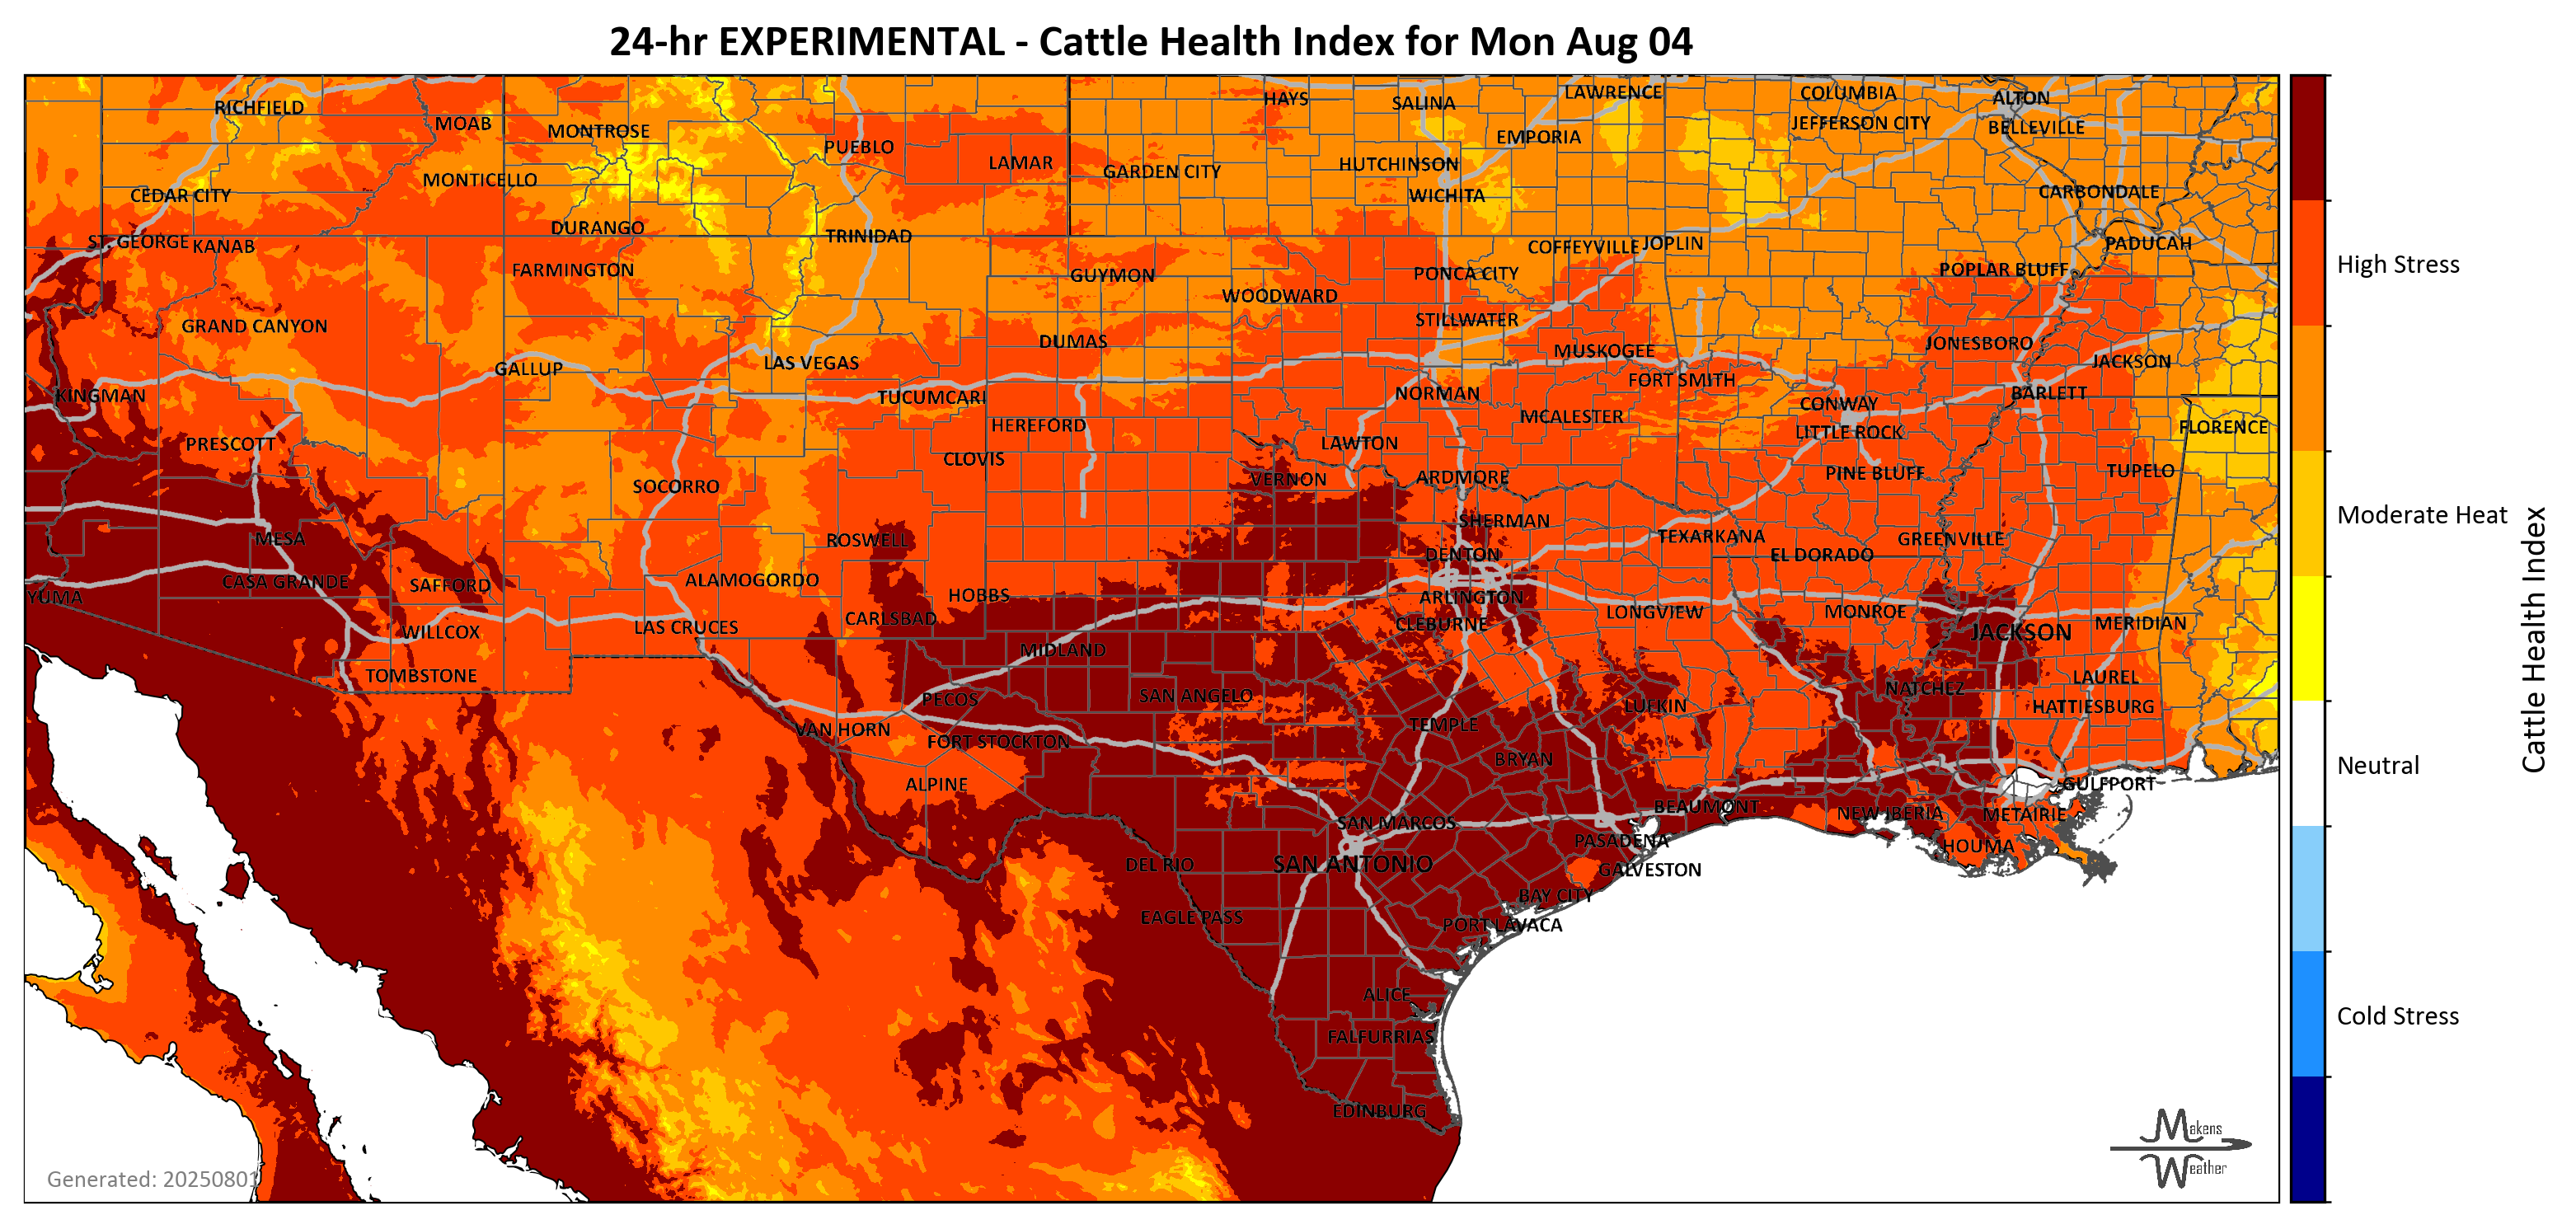 24-hr EXPERIMENTAL - Cattle Health Index for Mon Aug 04
RICHFIELD
MOAB
MONTROSE
PUEBLO
LAMAR
HAYS
SALINA
LAWRENCE
COLUMBIA
ALTON
EMPORIA
JEFFERSON CITY
BELLEVILLE
CEDAR CITY
MONTICELLO
GARDEN CITY
HUTCHINSON
WICHITA
CARBONDALE
ST. GEORGE
KANAB
DURANGO
TRINIDAD
COFFEYVILLE
JOPLIN
PADUCAH
FARMINGTON
GUYMON
PONCA CITY
POPLAR BLUFF
WOODWARD
GRAND CANYON
DUMAS
STILLWATER
MUSKOGEE
JONESBORO
JACKSON
GALLUP
LAS VEGAS
FORT SMITH
KINGMAN
TUCUMCARI
NORMAN
CONWAY
BARLETT
PRESCOTT
HEREFORD
MCALESTER
LITTLE ROCK
FLORENCE
CLOVIS
LAWTON
SOCORRO
VERNON
ARDMORE
PINE BLUFF
TUPELO
MESA
ROSWELL
SHERMAN
TEXARKANA
GREENVILLE
DENTON
EL DORADO
CASA GRANDE
SAFFORD
ALAMOGORDO
YUMA
HOBBS
ARLINGTON
LONGVIEW
MONROE
WILLCOX
LAS CRUCES
CARLSBAD
CLEBURNE
JACKSON
MERIDIAN
TOMBSTONE
MIDLAND
LAUREL
PECOS
SAN ANGELO
LUFKIN
NATCHEZ
HATTIESBURG
VAN HORN
FORT STOCKTON
TEMPLE
BRYAN
ALPINE
GULFPORT
SAN MARCOS
BEAUMONT
NEW IBERIA
METAIRIE
PASADENA
HOUMA
DEL RIO
SAN ANTONIO
GALVESTON
EAGLE PASS
BAY CITY
PORT LAVACA
ALICE
FALFURRIAS
EDINBURG
Generated: 20250801
Makens
Weather
High Stress
Moderate Heat
Neutral
Cold Stress
Cattle Health Index